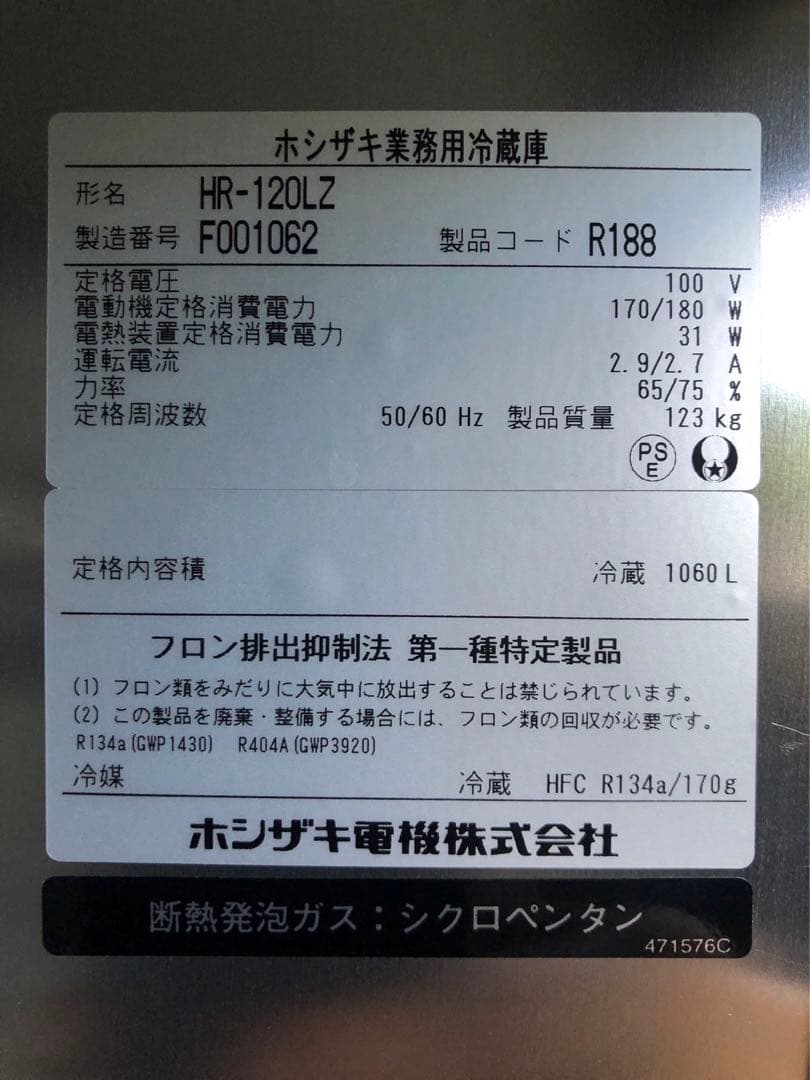 ホシザキ業務用冷蔵庫
形名 HR-120LZ
製造番号 F001062 製品コード R188
定格電圧 100 V
電動機定格消費電力 170/180 W
電熱装置定格消費電力 31 W
運転電流 2.9/2.7 A
力率 65/75 %
定格周波数 50/60 Hz 製品質量 123 kg
PS
E
定格内容積 冷蔵 1060 L
フロン排出抑制法 第一種特定製品
(1) フロン類をみだりに大気中に放出することは禁じられています。
(2) この製品を廃棄・整備する場合には、フロン類の回収が必要です。
R134a(GWP1430) R404A(GWP3920)
冷媒 冷蔵 HFC R134a/170g
ホシザキ電機株式会社
断熱発泡ガス：シクロペンタン
471576C